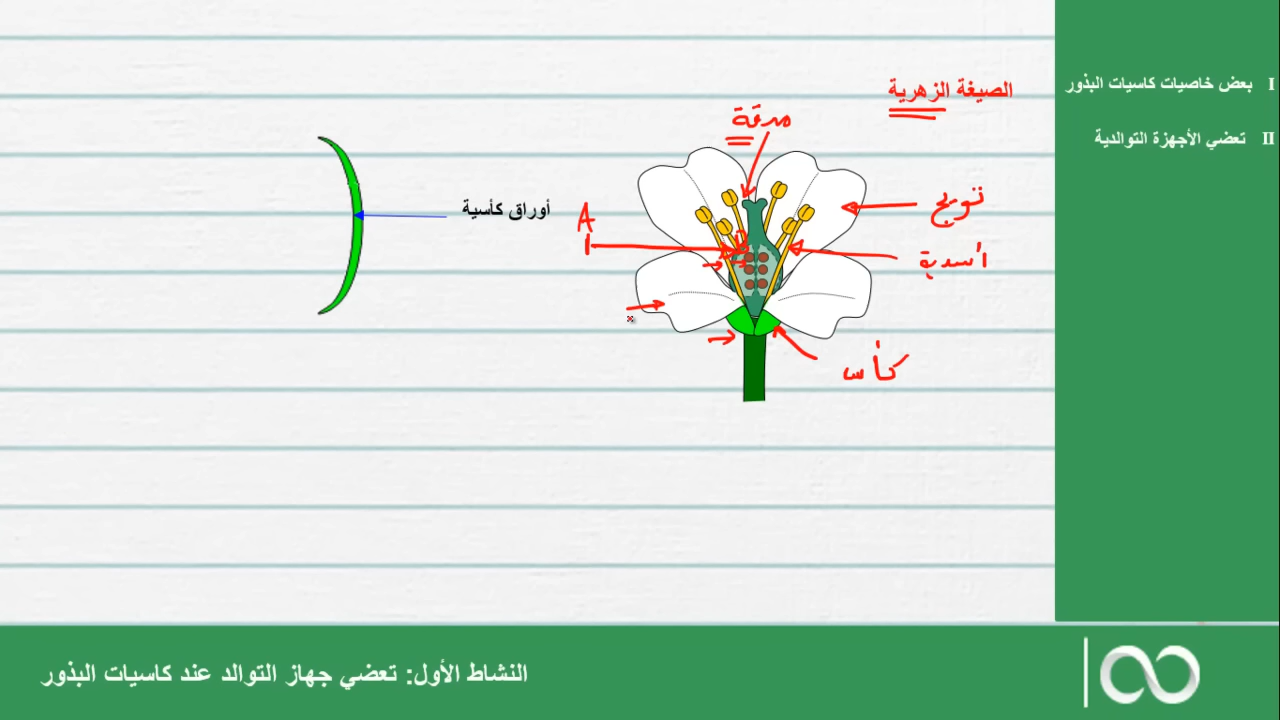 I بعض خاصيات كاسيات البذور
II تعضي الأجهزة التوالدية
الصيغة الزهرية
مدقة
تويج
أسدية
كأس
A
أوراق كأسية
النشاط الأول: تعضي جهاز التوالد عند كاسيات البذور